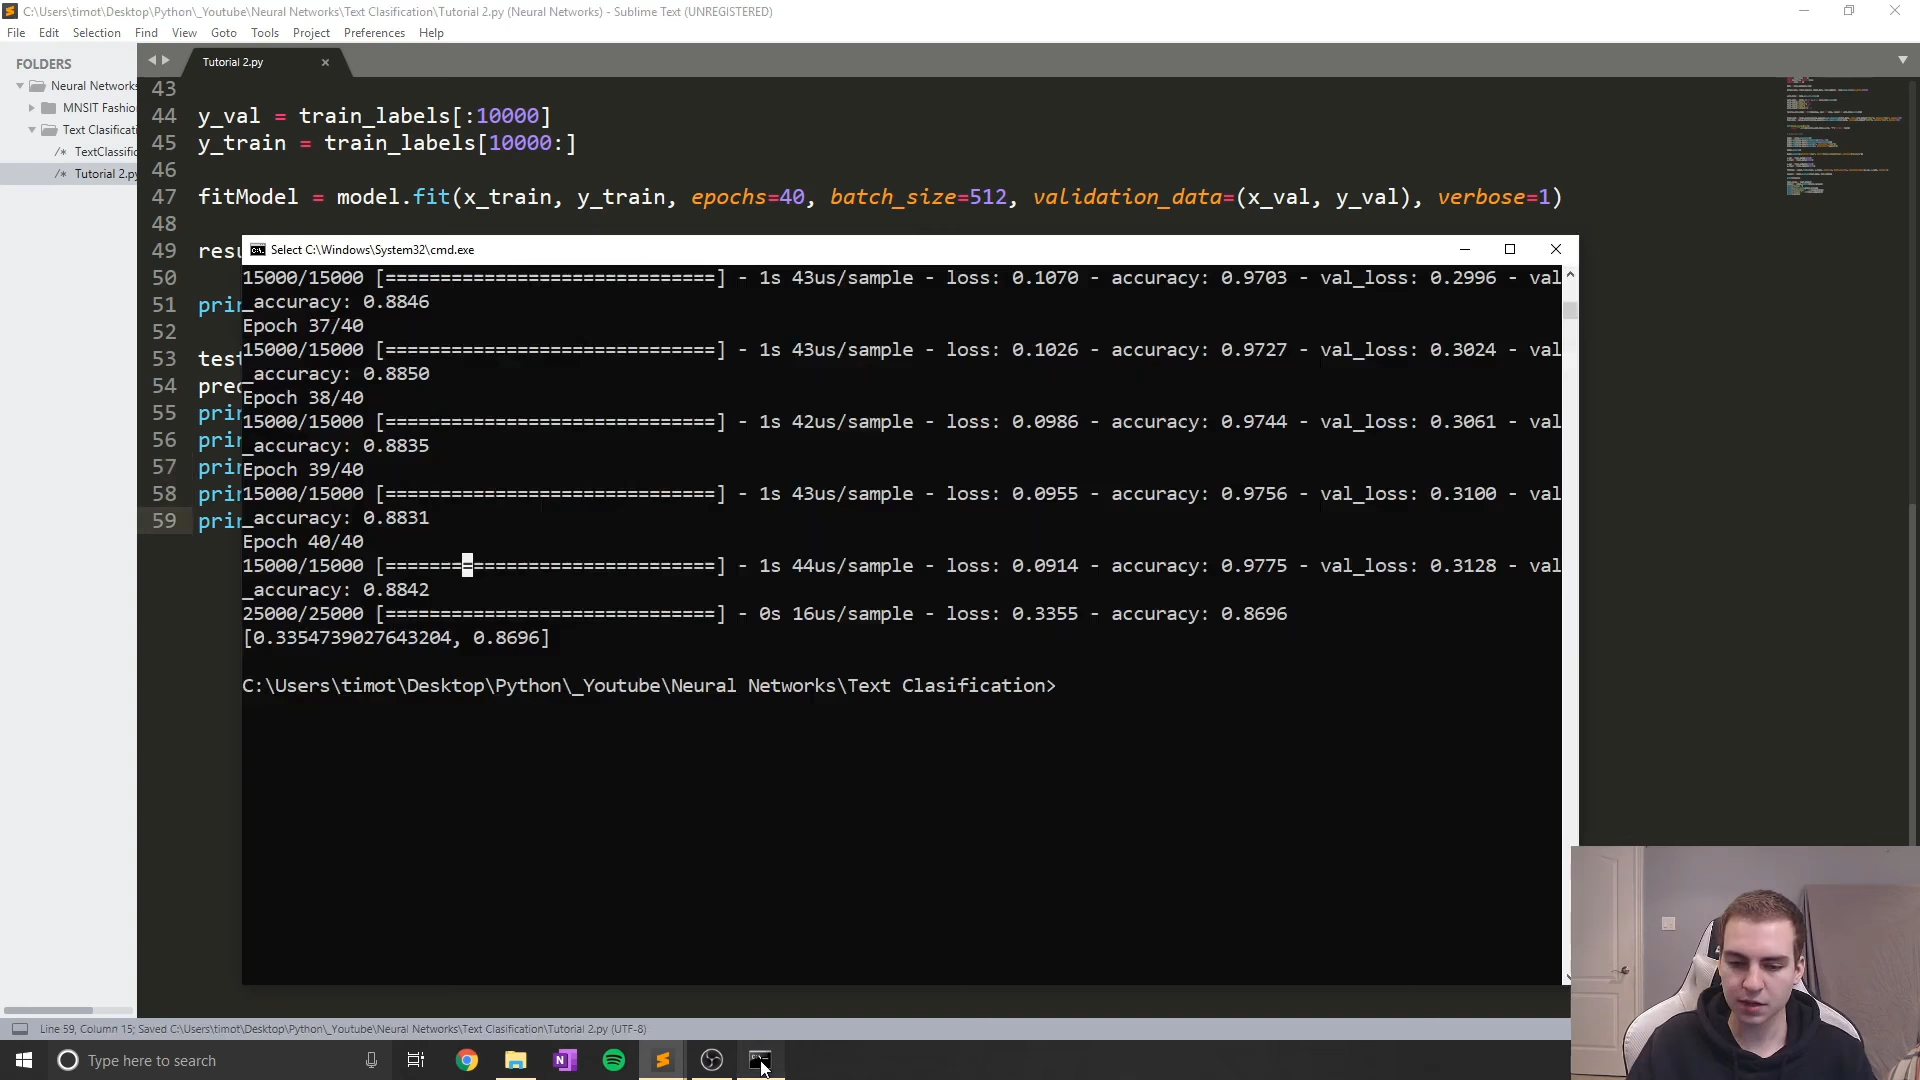 C:\Users\timot\Desktop\Python\_Youtube\Neural Networks\Text Clasification\Tutorial 2.py (Neural Networks) - Sublime Text (UNREGISTERED)
File Edit Selection Find View Goto Tools Project Preferences Help
FOLDERS
Neural Networks
MNSIT Fashio
Text Clasificati
TextClassific
Tutorial 2.py
Tutorial 2.py
43
44 y_val = train_labels[:10000]
45 y_train = train_labels[10000:]
46
47 fitModel = model.fit(x_train, y_train, epochs=40, batch_size=512, validation_data=(x_val, y_val), verbose=1)
48
49 resu
50
51 prin
52
53 test
54 pred
55 prin
56 prin
57 prin
58 prin
59 prin
Select C:\Windows\System32\cmd.exe
15000/15000 [==============================] - 1s 43us/sample - loss: 0.1070 - accuracy: 0.9703 - val_loss: 0.2996 - val
_accuracy: 0.8846
Epoch 37/40
15000/15000 [==============================] - 1s 43us/sample - loss: 0.1026 - accuracy: 0.9727 - val_loss: 0.3024 - val
_accuracy: 0.8850
Epoch 38/40
15000/15000 [==============================] - 1s 42us/sample - loss: 0.0986 - accuracy: 0.9744 - val_loss: 0.3061 - val
_accuracy: 0.8835
Epoch 39/40
15000/15000 [==============================] - 1s 43us/sample - loss: 0.0955 - accuracy: 0.9756 - val_loss: 0.3100 - val
_accuracy: 0.8831
Epoch 40/40
15000/15000 [==============================] - 1s 44us/sample - loss: 0.0914 - accuracy: 0.9775 - val_loss: 0.3128 - val
_accuracy: 0.8842
25000/25000 [==============================] - 0s 16us/sample - loss: 0.3355 - accuracy: 0.8696
[0.3354739027643204, 0.8696]
C:\Users\timot\Desktop\Python\_Youtube\Neural Networks\Text Clasification>
Line 59, Column 15; Saved C:\Users\timot\Desktop\Python\_Youtube\Neural Networks\Text Clasification\Tutorial 2.py (UTF-8)
Type here to search